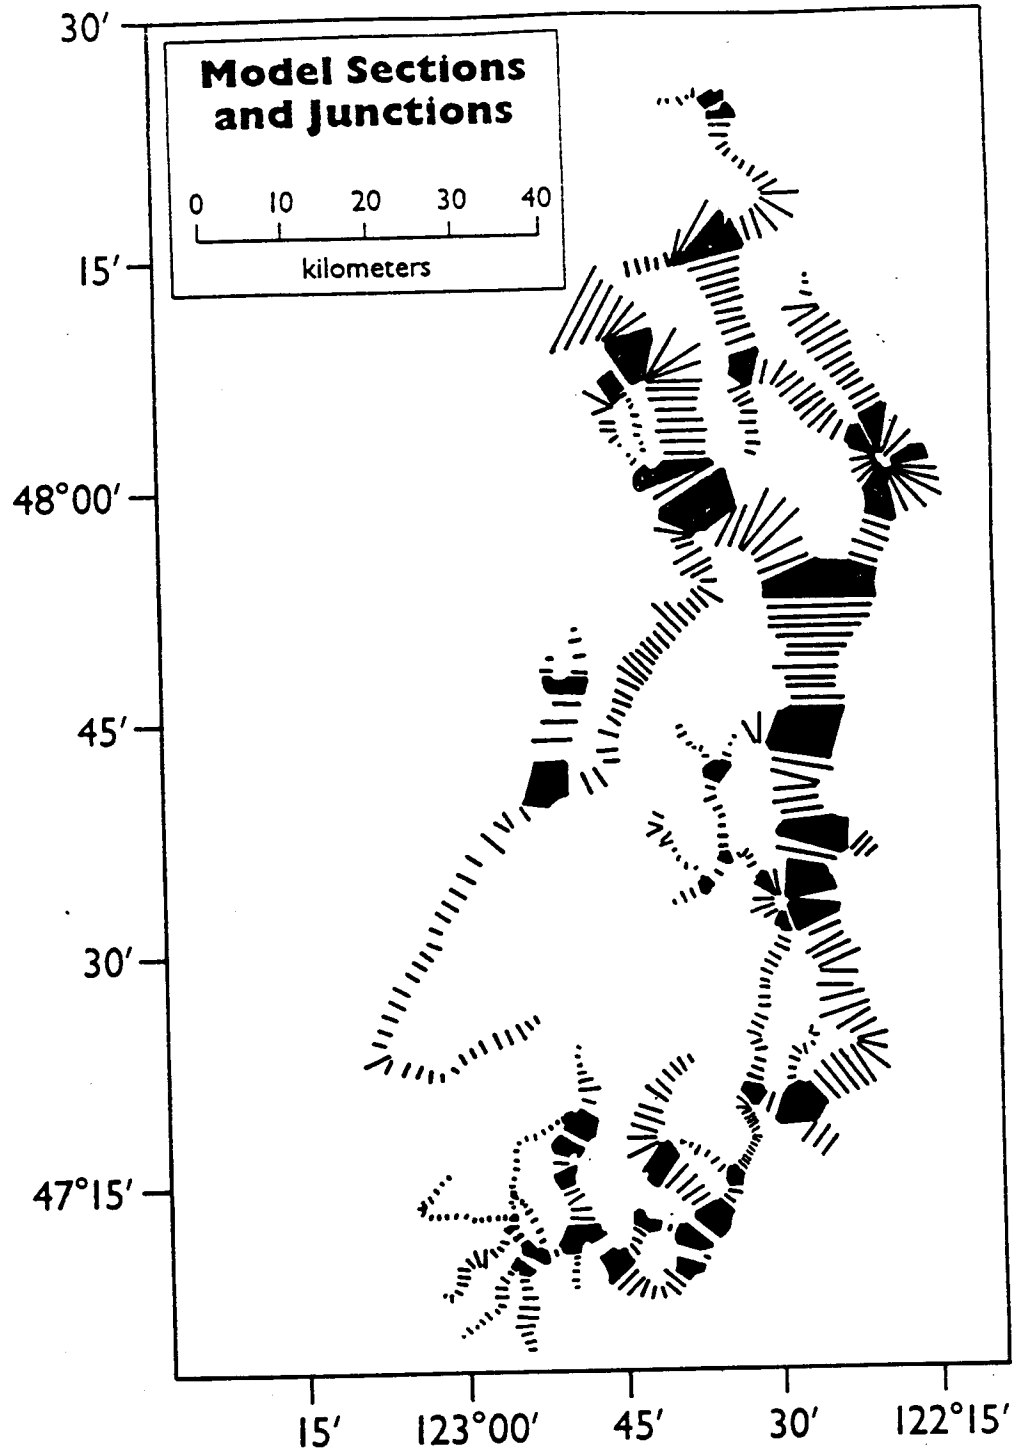 30′
Model Sections
and Junctions
0 10 20 30 40
kilometers
15′
48°00′
45′
30′
47°15′
15′ 123°00′ 45′ 30′ 122°15′